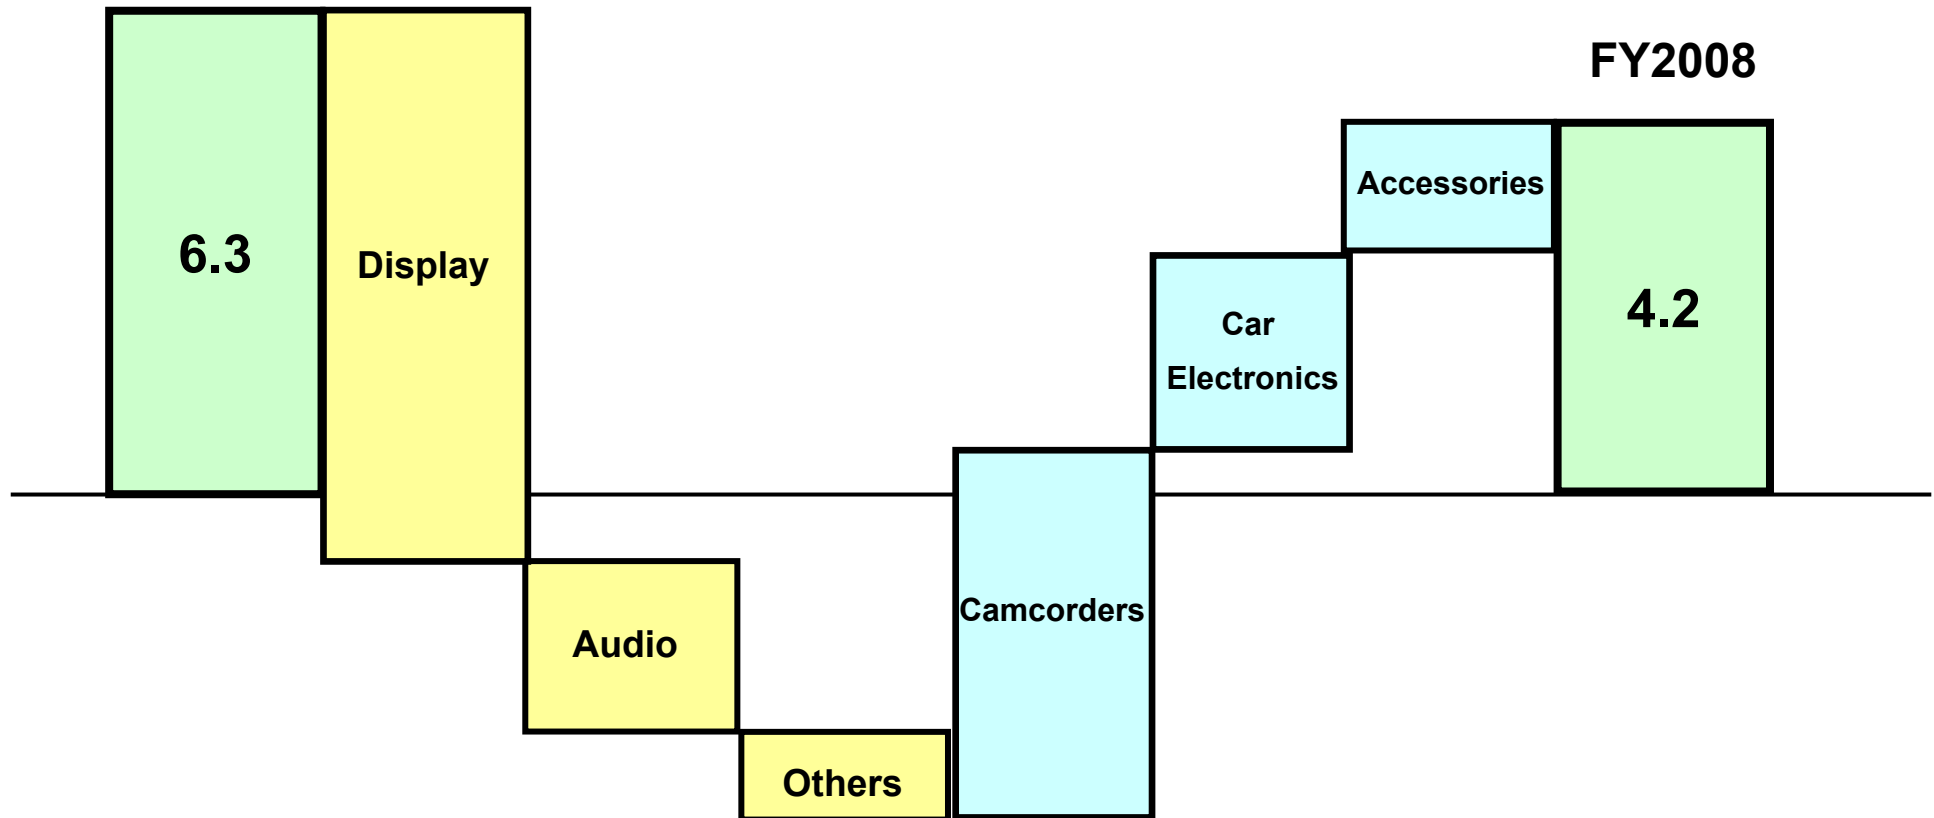 FY2008
6.3
Display
Audio
Others
Camcorders
Car
Electronics
Accessories
4.2